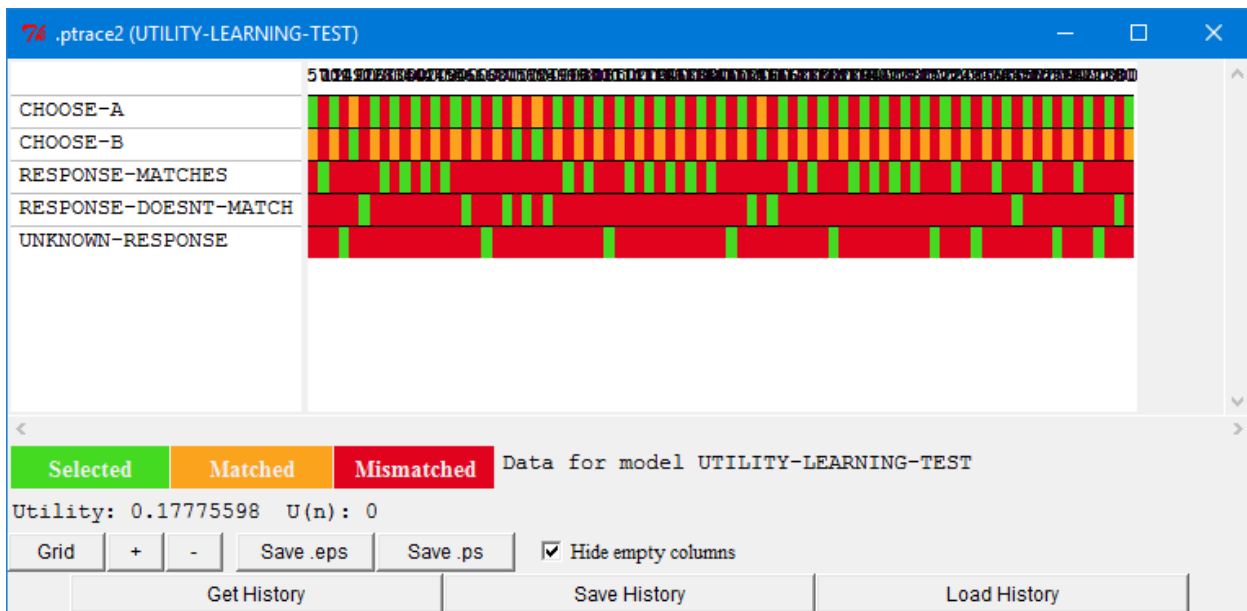 .ptrace2 (UTILITY-LEARNING-TEST)
CHOOSE-A
CHOOSE-B
RESPONSE-MATCHES
RESPONSE-DOESNT-MATCH
UNKNOWN-RESPONSE
Selected Matched Mismatched Data for model UTILITY-LEARNING-TEST
Utility: 0.17775598 U(n): 0
Grid + - Save .eps Save .ps Hide empty columns
Get History Save History Load History